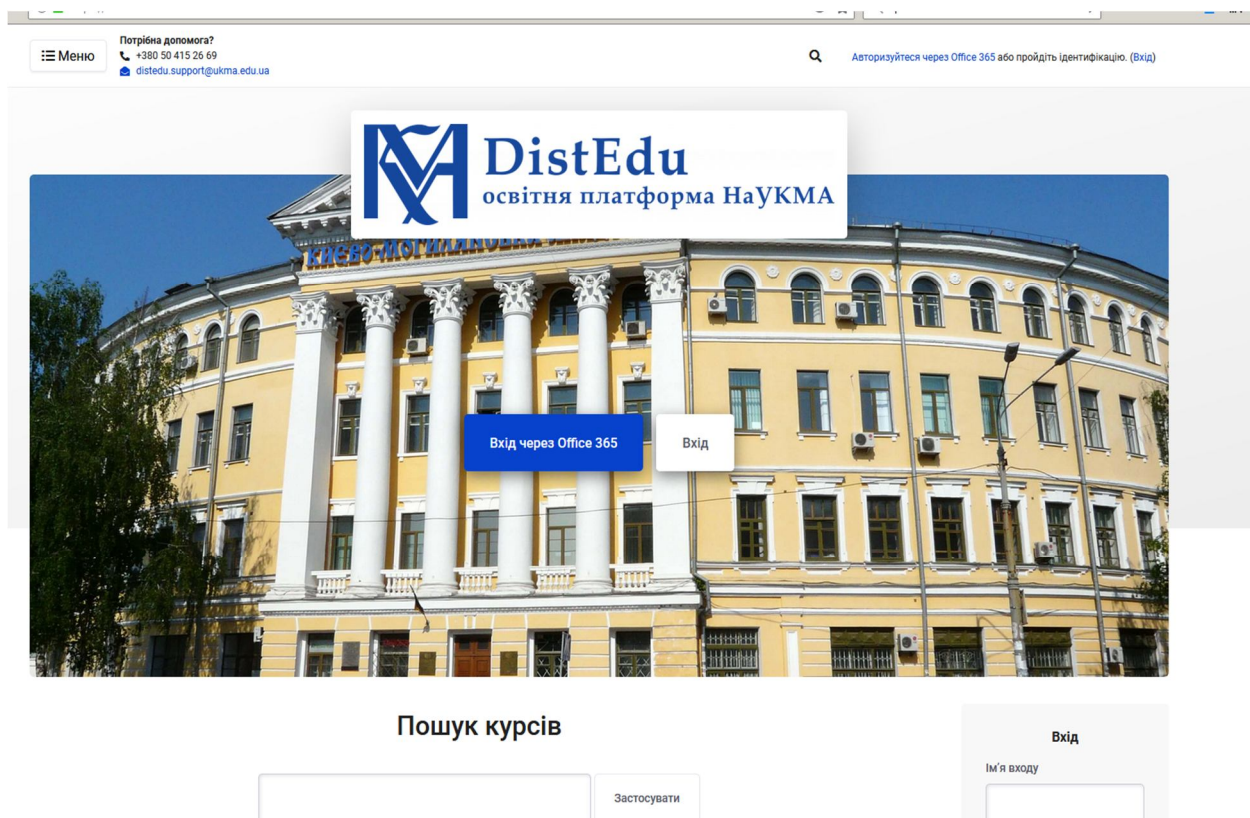 Меню
Потрібна допомога?
+380 50 415 26 69
distedu.support@ukma.edu.ua
Авторизуйтеся через Office 365 або пройдіть ідентифікацію. (Вхід)
DistEdu
освітня платформа НаУКМА
Вхід через Office 365
Вхід
Пошук курсів
Застосувати
Вхід
Ім'я входу